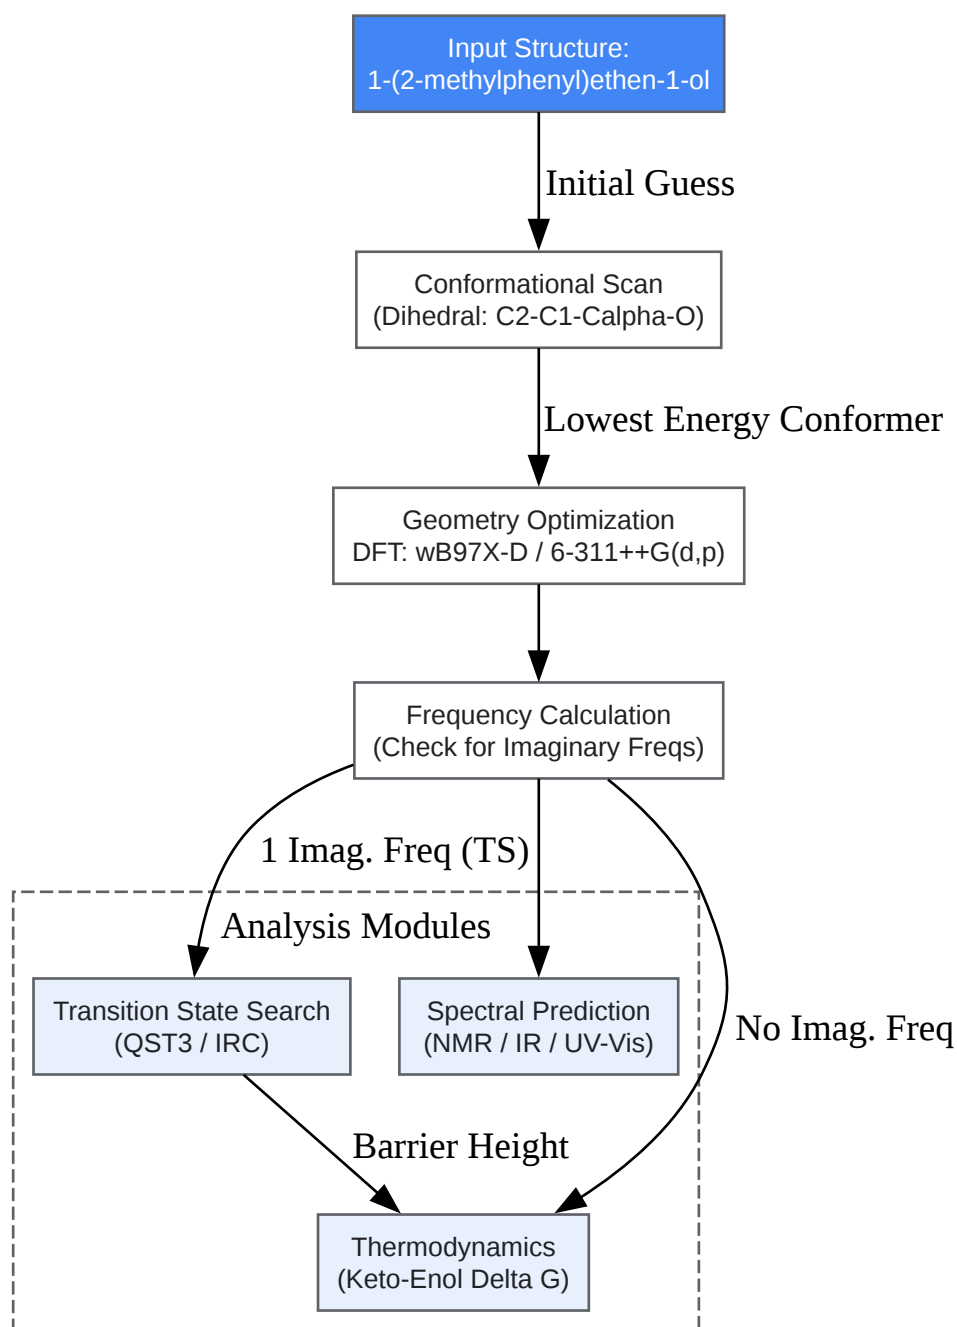 Input Structure:
1-(2-methylphenyl)ethen-1-ol
Initial Guess
Conformational Scan
(Dihedral: C2-C1-Calpha-O)
Lowest Energy Conformer
Geometry Optimization
DFT: wB97X-D / 6-311++G(d,p)
Frequency Calculation
(Check for Imaginary Freqs)
1 Imag. Freq (TS)
Analysis Modules
Transition State Search
(QST3 / IRC)
Spectral Prediction
(NMR / IR / UV-Vis)
No Imag. Freq
Barrier Height
Thermodynamics
(Keto-Enol Delta G)